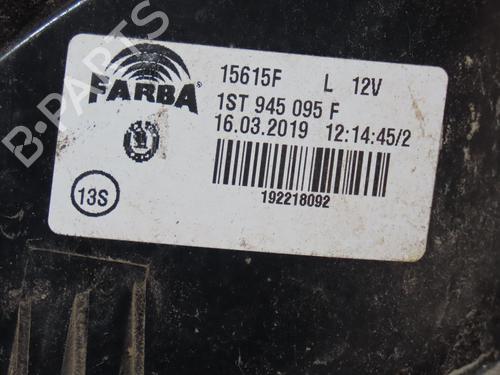 FARBA
15615F L 12V
1ST 945 095 F
16.03.2019 12:14:45/2
192218092
13S
B-PARTS